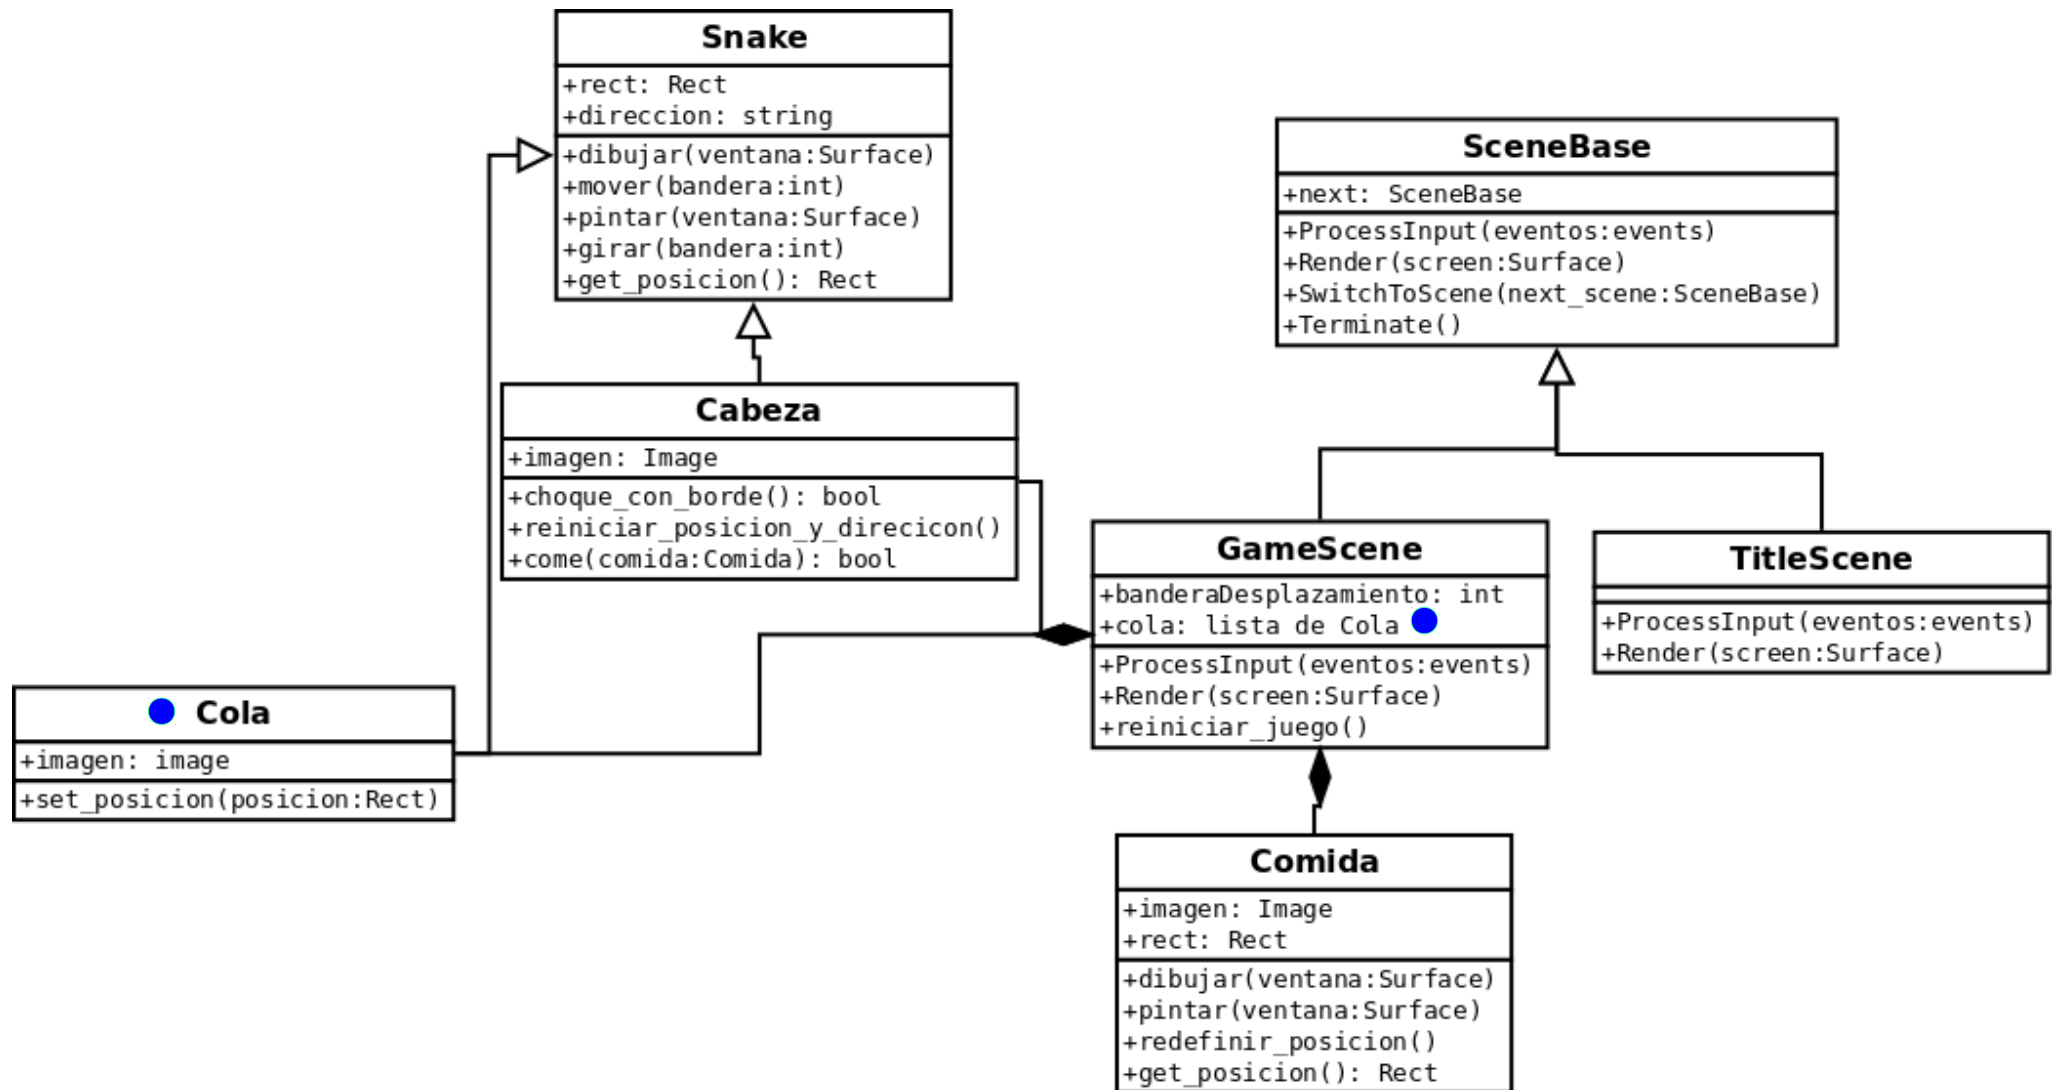 Snake
+rect: Rect
+direccion: string
+dibujar(ventana:Surface)
+mover(bandera:int)
+pintar(ventana:Surface)
+girar(bandera:int)
+get_posicion(): Rect
SceneBase
+next: SceneBase
+ProcessInput(eventos:events)
+Render(screen:Surface)
+SwitchToScene(next_scene:SceneBase)
+Terminate()
Cabeza
+imagen: Image
+choque_con_borde(): bool
+reiniciar_posicion_y_direcicon()
+come(comida:Comida): bool
GameScene
+banderaDesplazamiento: int
+cola: lista de Cola
+ProcessInput(eventos:events)
+Render(screen:Surface)
+reiniciar_juego()
TitleScene
+ProcessInput(eventos:events)
+Render(screen:Surface)
Cola
+imagen: image
+set_posicion(posicion:Rect)
Comida
+imagen: Image
+rect: Rect
+dibujar(ventana:Surface)
+pintar(ventana:Surface)
+redefinir_posicion()
+get_posicion(): Rect